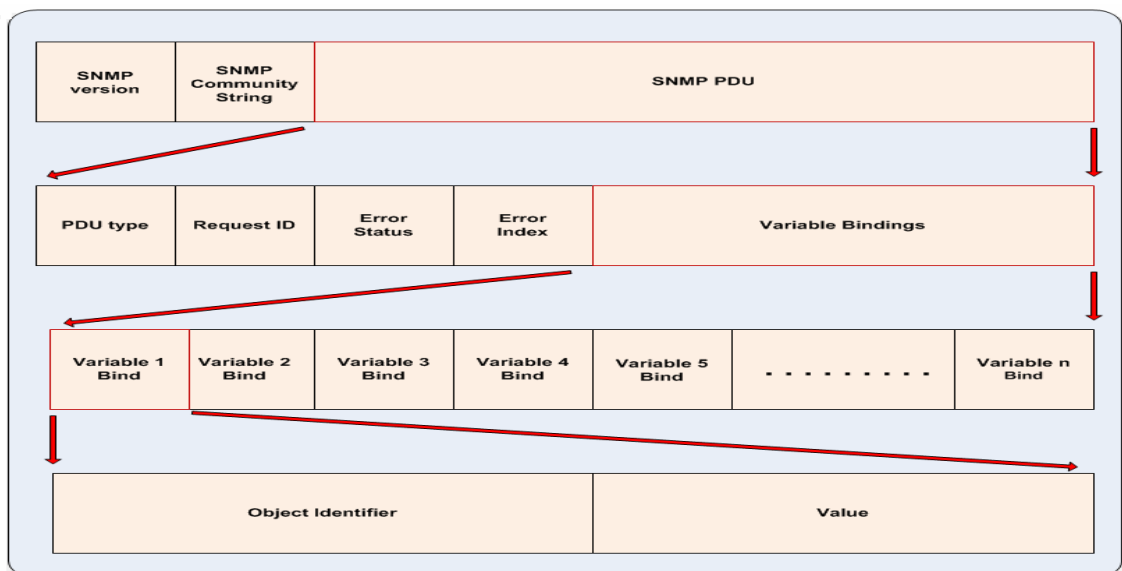 SNMP
version
SNMP
Community
String
SNMP PDU
PDU type
Request ID
Error
Status
Error
Index
Variable Bindings
Variable 1
Bind
Variable 2
Bind
Variable 3
Bind
Variable 4
Bind
Variable 5
Bind
. . . . . . . . .
Variable n
Bind
Object Identifier
Value